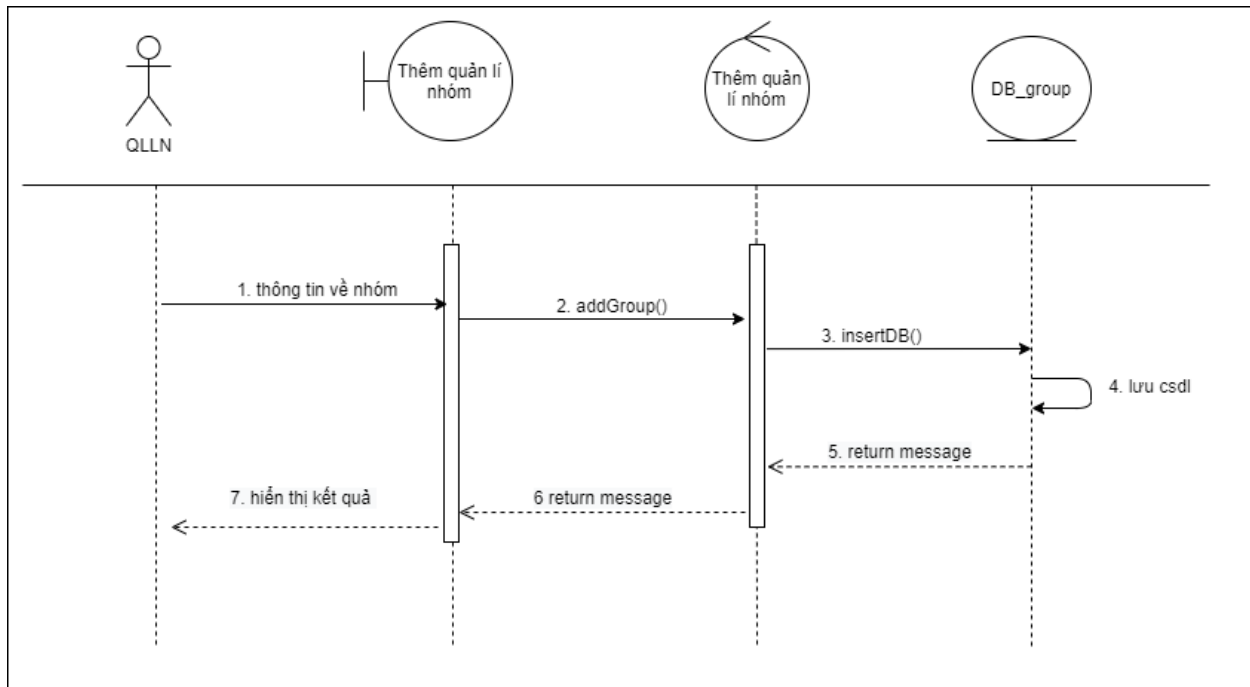 Thêm quản lí
nhóm
Thêm quản
lí nhóm
DB_group
QLLN
1. thông tin về nhóm
2. addGroup()
3. insertDB()
4. lưu csdl
5. return message
6 return message
7. hiển thị kết quả